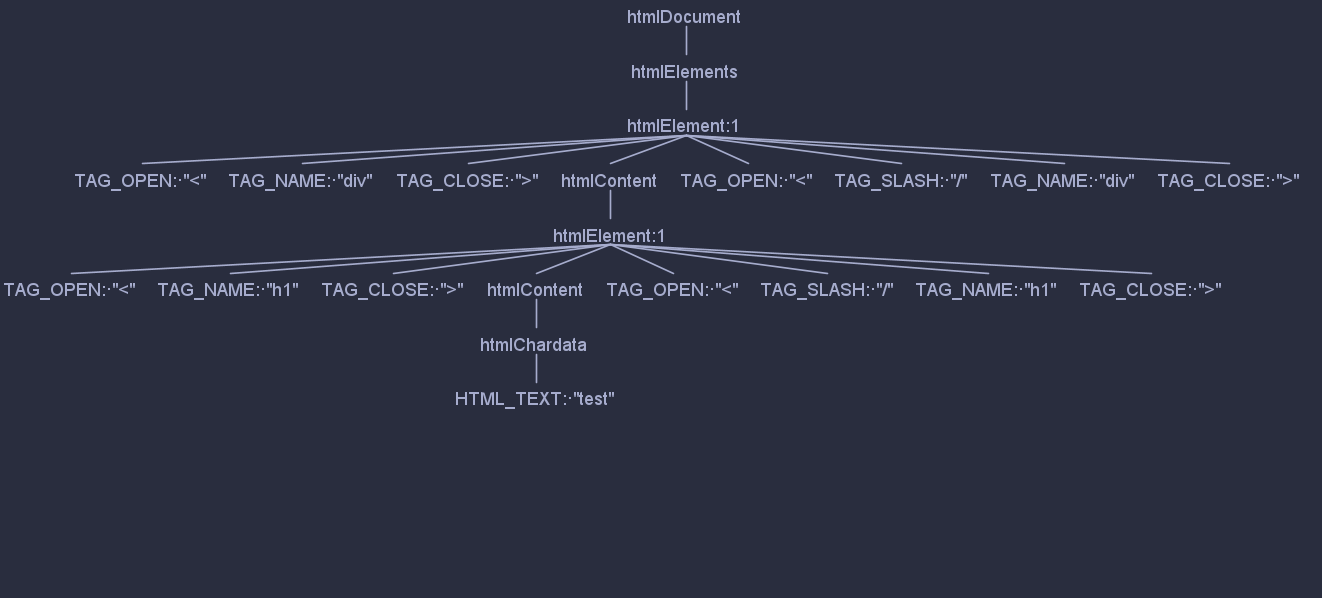 htmlDocument
htmlElements
htmlElement:1
TAG_OPEN:·"<" TAG_NAME:·"div" TAG_CLOSE:·">" htmlContent TAG_OPEN:·"<" TAG_SLASH:·"/" TAG_NAME:·"div" TAG_CLOSE:·">"
htmlElement:1
TAG_OPEN:·"<" TAG_NAME:·"h1" TAG_CLOSE:·">" htmlContent TAG_OPEN:·"<" TAG_SLASH:·"/" TAG_NAME:·"h1" TAG_CLOSE:·">"
htmlChardata
HTML_TEXT:·"test"